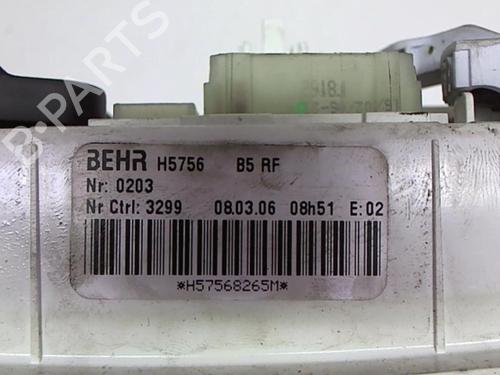 B-PARTS
BEHR H5756 B5 RF
Nr: 0203
Nr Ctrl: 3299 08.03.06 08h51 E:02
*H57568265M*